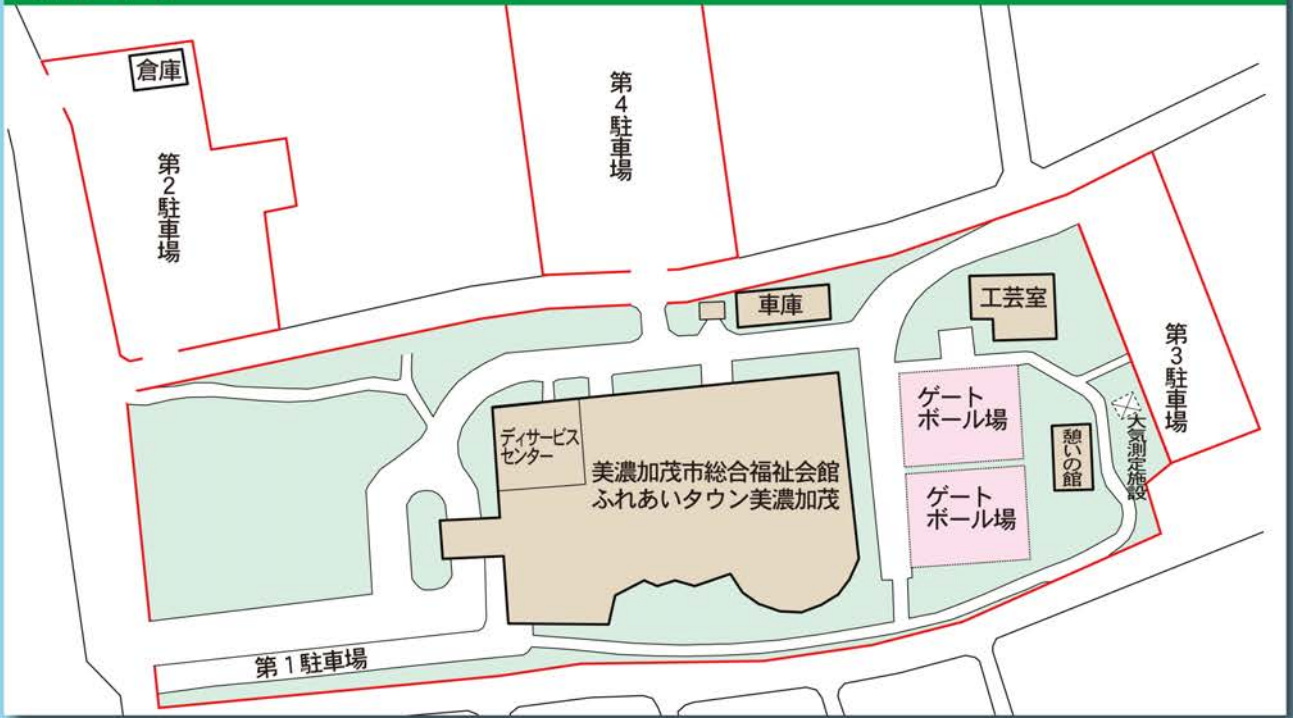 倉庫
第2駐車場
第4駐車場
車庫
工芸室
第3駐車場
ゲート
ボール場
憩いの館
大気測定施設
ディサービス
センター
美濃加茂市総合福祉会館
ふれあいタウン美濃加茂
ゲート
ボール場
第1駐車場